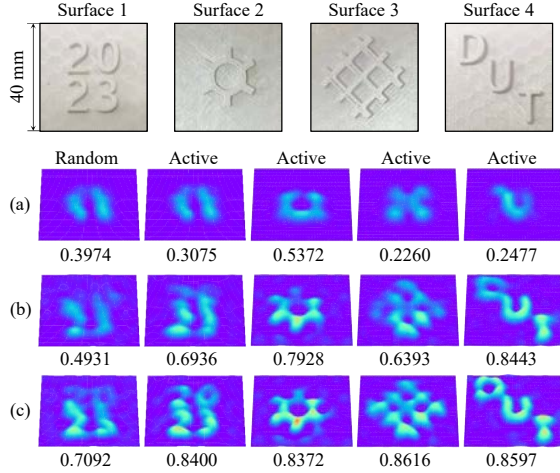 Surface 1 Surface 2 Surface 3 Surface 4
40 mm
20
23
D
U
T
Random Active Active Active Active
(a)
0.3974 0.3075 0.5372 0.2260 0.2477
(b)
0.4931 0.6936 0.7928 0.6393 0.8443
(c)
0.7092 0.8400 0.8372 0.8616 0.8597